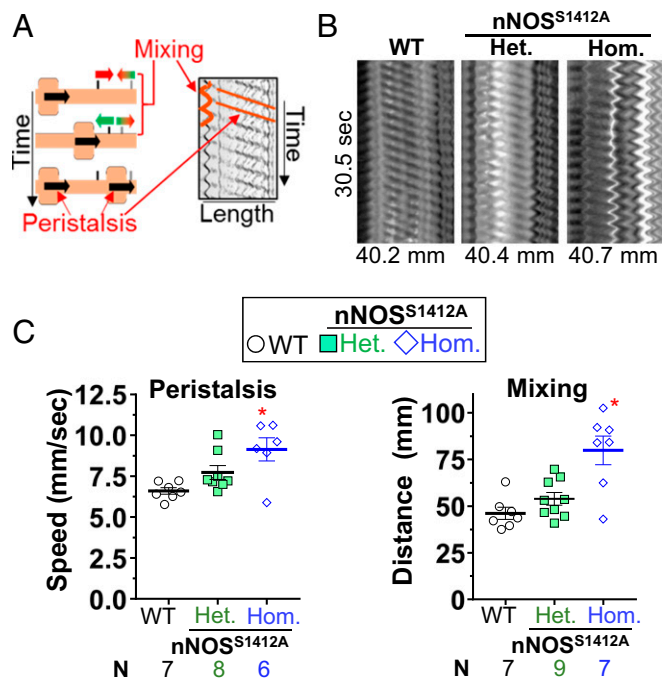 A
Mixing
Time
Time
Peristalsis
Length
B
nNOS^S1412A
WT Het. Hom.
30.5 sec
40.2 mm 40.4 mm 40.7 mm
C
nNOS^S1412A
WT Het. Hom.
Peristalsis
Speed (mm/sec)
12.5
10.0
7.5
5.0
2.5
0.0
*
WT Het. Hom.
nNOS^S1412A
N 7 8 6
Mixing
Distance (mm)
100
75
50
25
0
*
WT Het. Hom.
nNOS^S1412A
N 7 9 7